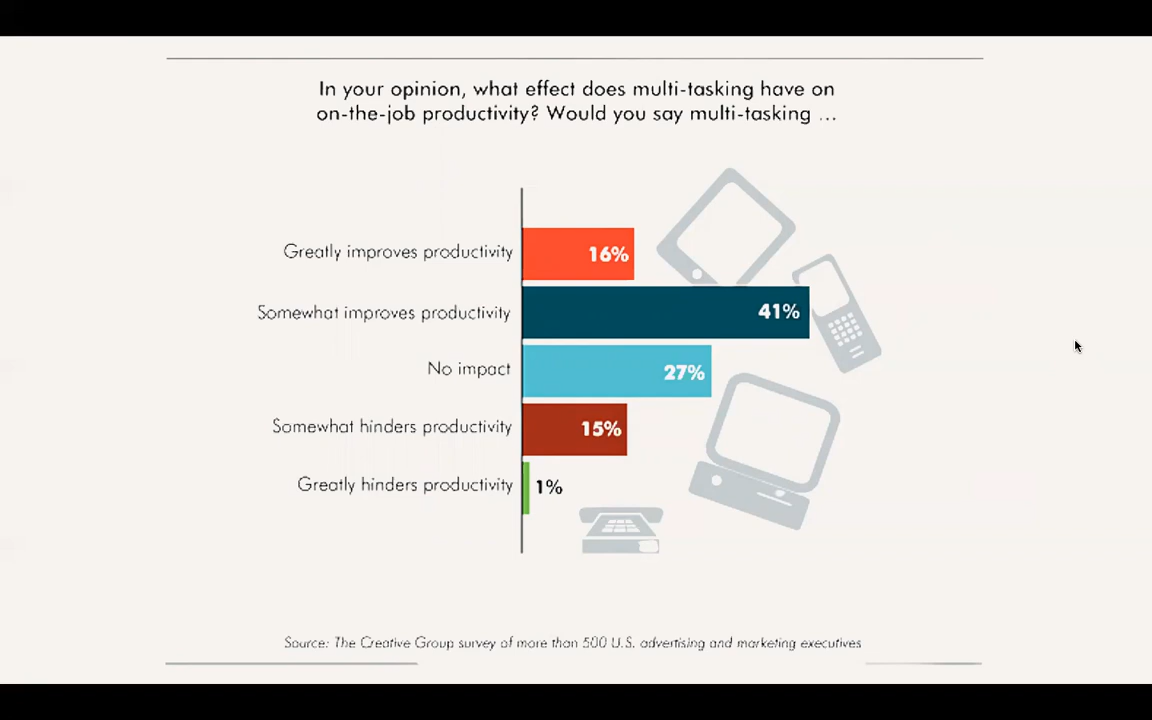 In your opinion, what effect does multi-tasking have on
on-the-job productivity? Would you say multi-tasking ...
Greatly improves productivity 16%
Somewhat improves productivity 41%
No impact 27%
Somewhat hinders productivity 15%
Greatly hinders productivity 1%
Source: The Creative Group survey of more than 500 U.S. advertising and marketing executives